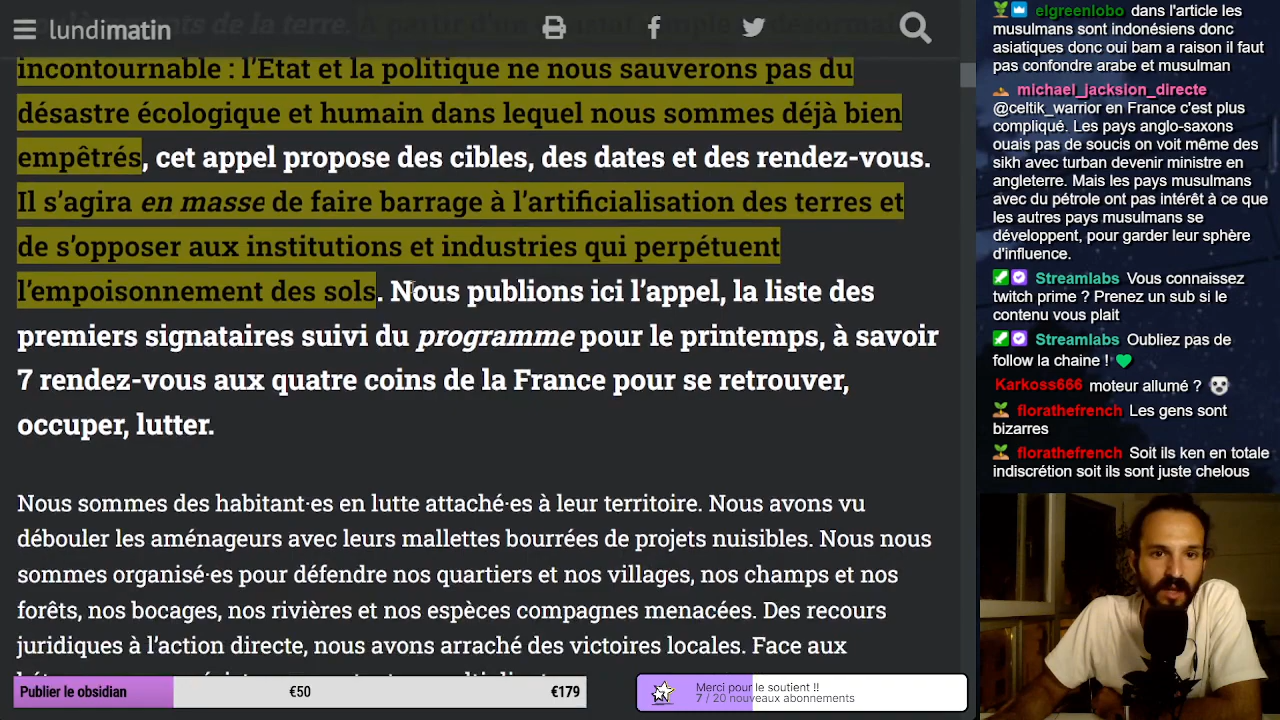 lundimatin
incontournable : l'Etat et la politique ne nous sauverons pas du
désastre écologique et humain dans lequel nous sommes déjà bien
empêtrés, cet appel propose des cibles, des dates et des rendez-vous.
Il s'agira en masse de faire barrage à l'artificialisation des terres et
de s'opposer aux institutions et industries qui perpétuent
l'empoisonnement des sols. Nous publions ici l'appel, la liste des
premiers signataires suivi du programme pour le printemps, à savoir
7 rendez-vous aux quatre coins de la France pour se retrouver,
occuper, lutter.
Nous sommes des habitant·es en lutte attaché·es à leur territoire. Nous avons vu
débouler les aménageurs avec leurs mallettes bourrées de projets nuisibles. Nous nous
sommes organisé·es pour défendre nos quartiers et nos villages, nos champs et nos
forêts, nos bocages, nos rivières et nos espèces compagnes menacées. Des recours
juridiques à l'action directe, nous avons arraché des victoires locales. Face aux
Publier le obsidian
€50
€179
Merci pour le soutient !!
7 / 20 nouveaux abonnements
elgreenlobo dans l'article les
musulmans sont indonésiens donc
asiatiques donc oui bam a raison il faut
pas confondre arabe et musulman
michael_jacksion_directe
@celtik_warrior en France c'est plus
compliqué. Les pays anglo-saxons
ouais pas de soucis on voit même des
sikh avec turban devenir ministre en
angleterre. Mais les pays musulmans
avec du pétrole ont pas intérêt à ce que
les autres pays musulmans se
développent, pour garder leur sphère
d'influence.
Streamlabs Vous connaissez
twitch prime ? Prenez un sub si le
contenu vous plait
Streamlabs Oubliez pas de
follow la chaine !
Karkoss666 moteur allumé ?
florathefrench Les gens sont
bizarres
florathefrench Soit ils ken en totale
indiscrétion soit ils sont juste chelous